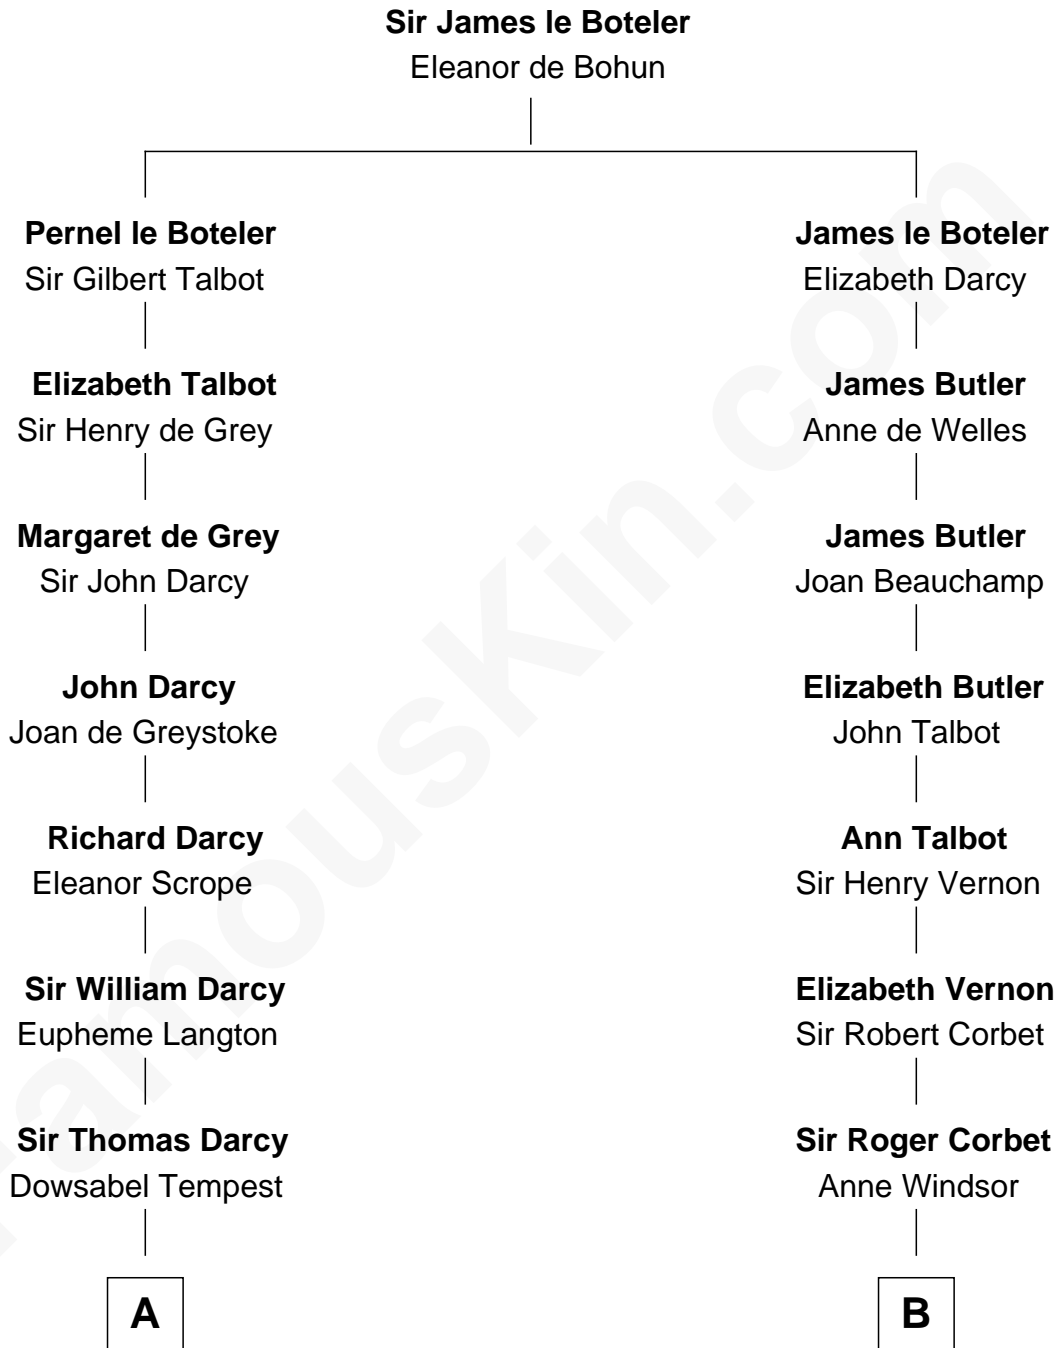 Sir James le Boteler
Eleanor de Bohun
Pernel le Boteler
Sir Gilbert Talbot
James le Boteler
Elizabeth Darcy
Elizabeth Talbot
Sir Henry de Grey
James Butler
Anne de Welles
Margaret de Grey
Sir John Darcy
James Butler
Joan Beauchamp
John Darcy
Joan de Greystoke
Elizabeth Butler
John Talbot
Richard Darcy
Eleanor Scrope
Ann Talbot
Sir Henry Vernon
Sir William Darcy
Eupheme Langton
Elizabeth Vernon
Sir Robert Corbet
Sir Thomas Darcy
Dowsabel Tempest
Sir Roger Corbet
Anne Windsor
A
B
FamousKin.com